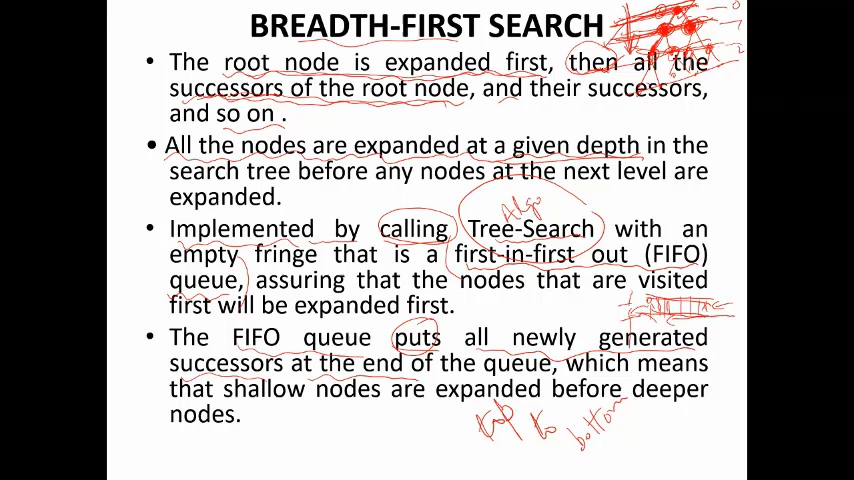 BREADTH-FIRST SEARCH
• The root node is expanded first, then all the
successors of the root node, and their successors,
and so on .
• All the nodes are expanded at a given depth in the
search tree before any nodes at the next level are
expanded.
Algo
• Implemented by calling Tree-Search with an
empty fringe that is a first-in-first out (FIFO)
queue, assuring that the nodes that are visited
first will be expanded first.
• The FIFO queue puts all newly generated
successors at the end of the queue, which means
that shallow nodes are expanded before deeper
nodes.
top to bottom